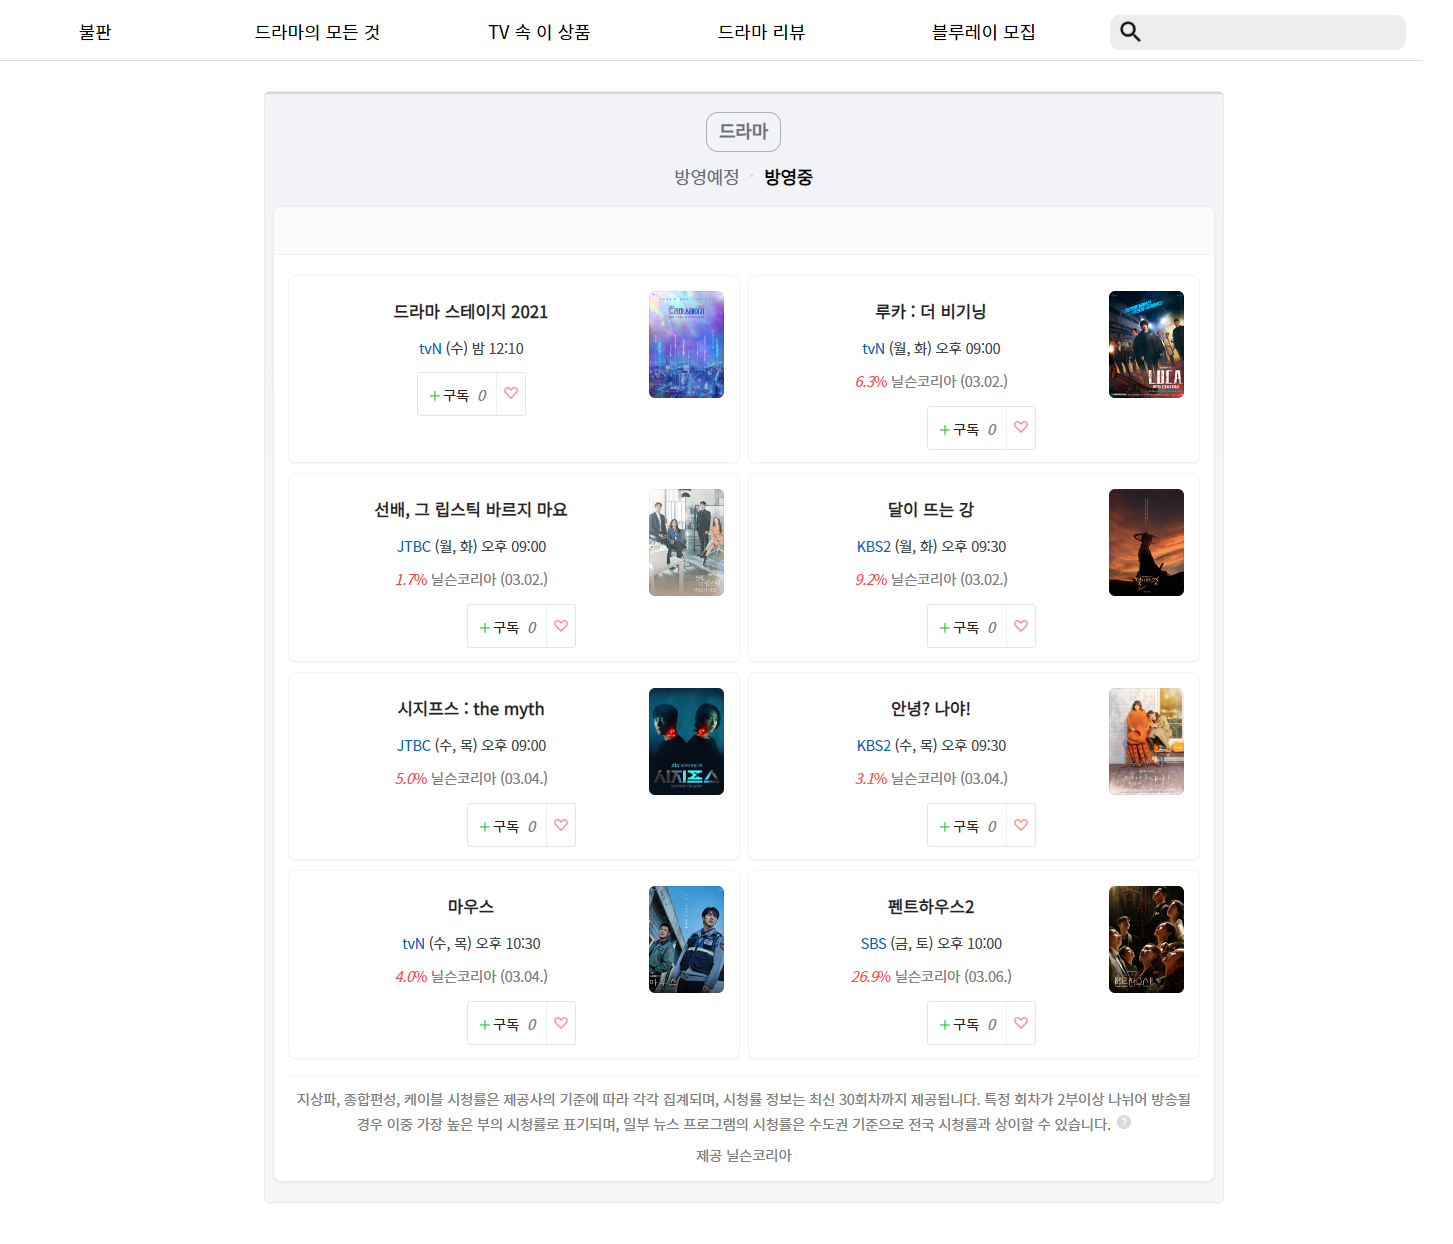 불판 드라마의 모든 것 TV 속 이 상품 드라마 리뷰 블루레이 모집
드라마
방영예정 · 방영중
드라마 스테이지 2021
tvN (수) 밤 12:10
+구독 0
드라마 스테이지
루카 : 더 비기닝
tvN (월, 화) 오후 09:00
6.3% 닐슨코리아 (03.02.)
+구독 0
LUCA
선배, 그 립스틱 바르지 마요
JTBC (월, 화) 오후 09:00
1.7% 닐슨코리아 (03.02.)
+구독 0
달이 뜨는 강
KBS2 (월, 화) 오후 09:30
9.2% 닐슨코리아 (03.02.)
+구독 0
시지프스 : the myth
JTBC (수, 목) 오후 09:00
5.0% 닐슨코리아 (03.04.)
+구독 0
시지프스
안녕? 나야!
KBS2 (수, 목) 오후 09:30
3.1% 닐슨코리아 (03.04.)
+구독 0
마우스
tvN (수, 목) 오후 10:30
4.0% 닐슨코리아 (03.04.)
+구독 0
마우스
펜트하우스2
SBS (금, 토) 오후 10:00
26.9% 닐슨코리아 (03.06.)
+구독 0
지상파, 종합편성, 케이블 시청률은 제공사의 기준에 따라 각각 집계되며, 시청률 정보는 최신 30회차까지 제공됩니다. 특정 회차가 2부이상 나뉘어 방송될
경우 이중 가장 높은 부의 시청률로 표기되며, 일부 뉴스 프로그램의 시청률은 수도권 기준으로 전국 시청률과 상이할 수 있습니다. ?
제공 닐슨코리아